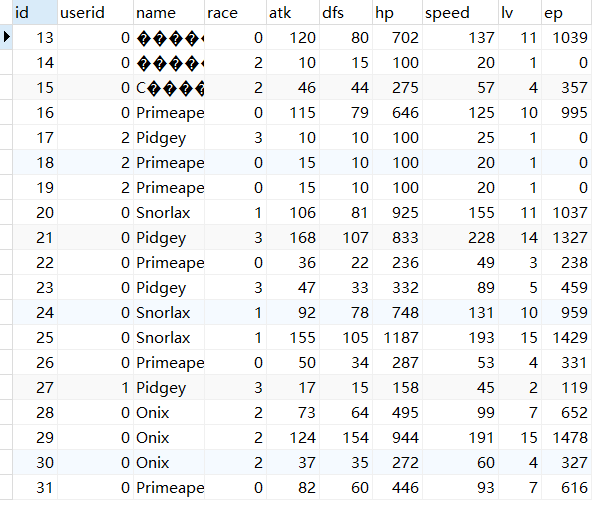 id userid name race atk dfs hp speed lv ep
13 0 ������ 0 120 80 702 137 11 1039
14 0 ������ 2 10 15 100 20 1 0
15 0 C����� 2 46 44 275 57 4 357
16 0 Primeape 0 115 79 646 125 10 995
17 2 Pidgey 3 10 10 100 25 1 0
18 2 Primeape 0 15 10 100 20 1 0
19 2 Primeape 0 15 10 100 20 1 0
20 0 Snorlax 1 106 81 925 155 11 1037
21 0 Pidgey 3 168 107 833 228 14 1327
22 0 Primeape 0 36 22 236 49 3 238
23 0 Pidgey 3 47 33 332 89 5 459
24 0 Snorlax 1 92 78 748 131 10 959
25 0 Snorlax 1 155 105 1187 193 15 1429
26 0 Primeape 0 50 34 287 53 4 331
27 1 Pidgey 3 17 15 158 45 2 119
28 0 Onix 2 73 64 495 99 7 652
29 0 Onix 2 124 154 944 191 15 1478
30 0 Onix 2 37 35 272 60 4 327
31 0 Primeape 0 82 60 446 93 7 616